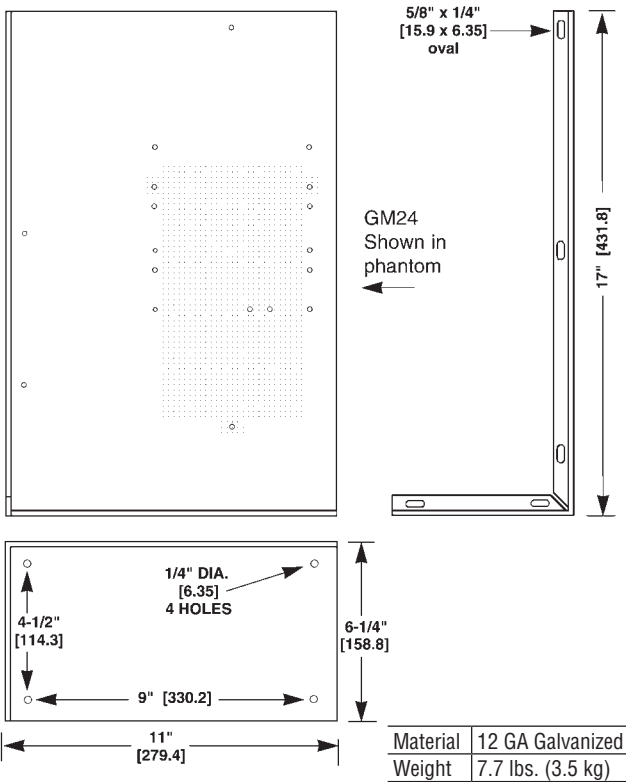 5/8" x 1/4"
[15.9 x 6.35]
oval
GM24
Shown in
phantom
17" [431.8]
1/4" DIA.
[6.35]
4 HOLES
4-1/2"
[114.3]
6-1/4"
[158.8]
9" [330.2]
11"
[279.4]
Material 12 GA Galvanized
Weight 7.7 lbs. (3.5 kg)